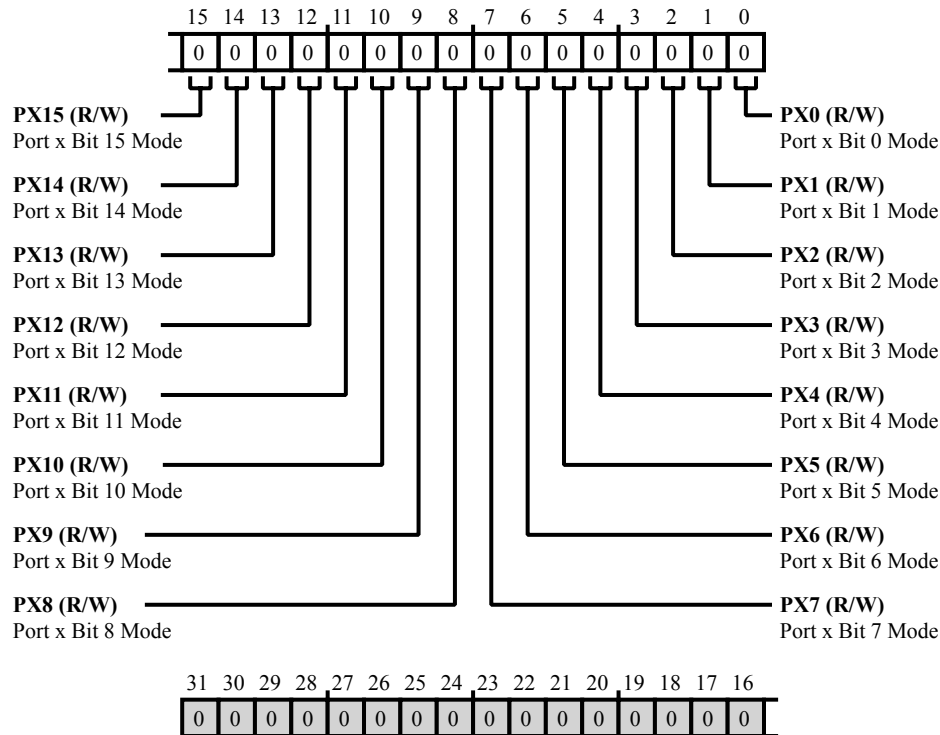 15 14 13 12 11 10 9 8 7 6 5 4 3 2 1 0
0 0 0 0 0 0 0 0 0 0 0 0 0 0 0 0
PX15 (R/W)
Port x Bit 15 Mode
PX14 (R/W)
Port x Bit 14 Mode
PX13 (R/W)
Port x Bit 13 Mode
PX12 (R/W)
Port x Bit 12 Mode
PX11 (R/W)
Port x Bit 11 Mode
PX10 (R/W)
Port x Bit 10 Mode
PX9 (R/W)
Port x Bit 9 Mode
PX8 (R/W)
Port x Bit 8 Mode
PX0 (R/W)
Port x Bit 0 Mode
PX1 (R/W)
Port x Bit 1 Mode
PX2 (R/W)
Port x Bit 2 Mode
PX3 (R/W)
Port x Bit 3 Mode
PX4 (R/W)
Port x Bit 4 Mode
PX5 (R/W)
Port x Bit 5 Mode
PX6 (R/W)
Port x Bit 6 Mode
PX7 (R/W)
Port x Bit 7 Mode
31 30 29 28 27 26 25 24 23 22 21 20 19 18 17 16
0 0 0 0 0 0 0 0 0 0 0 0 0 0 0 0